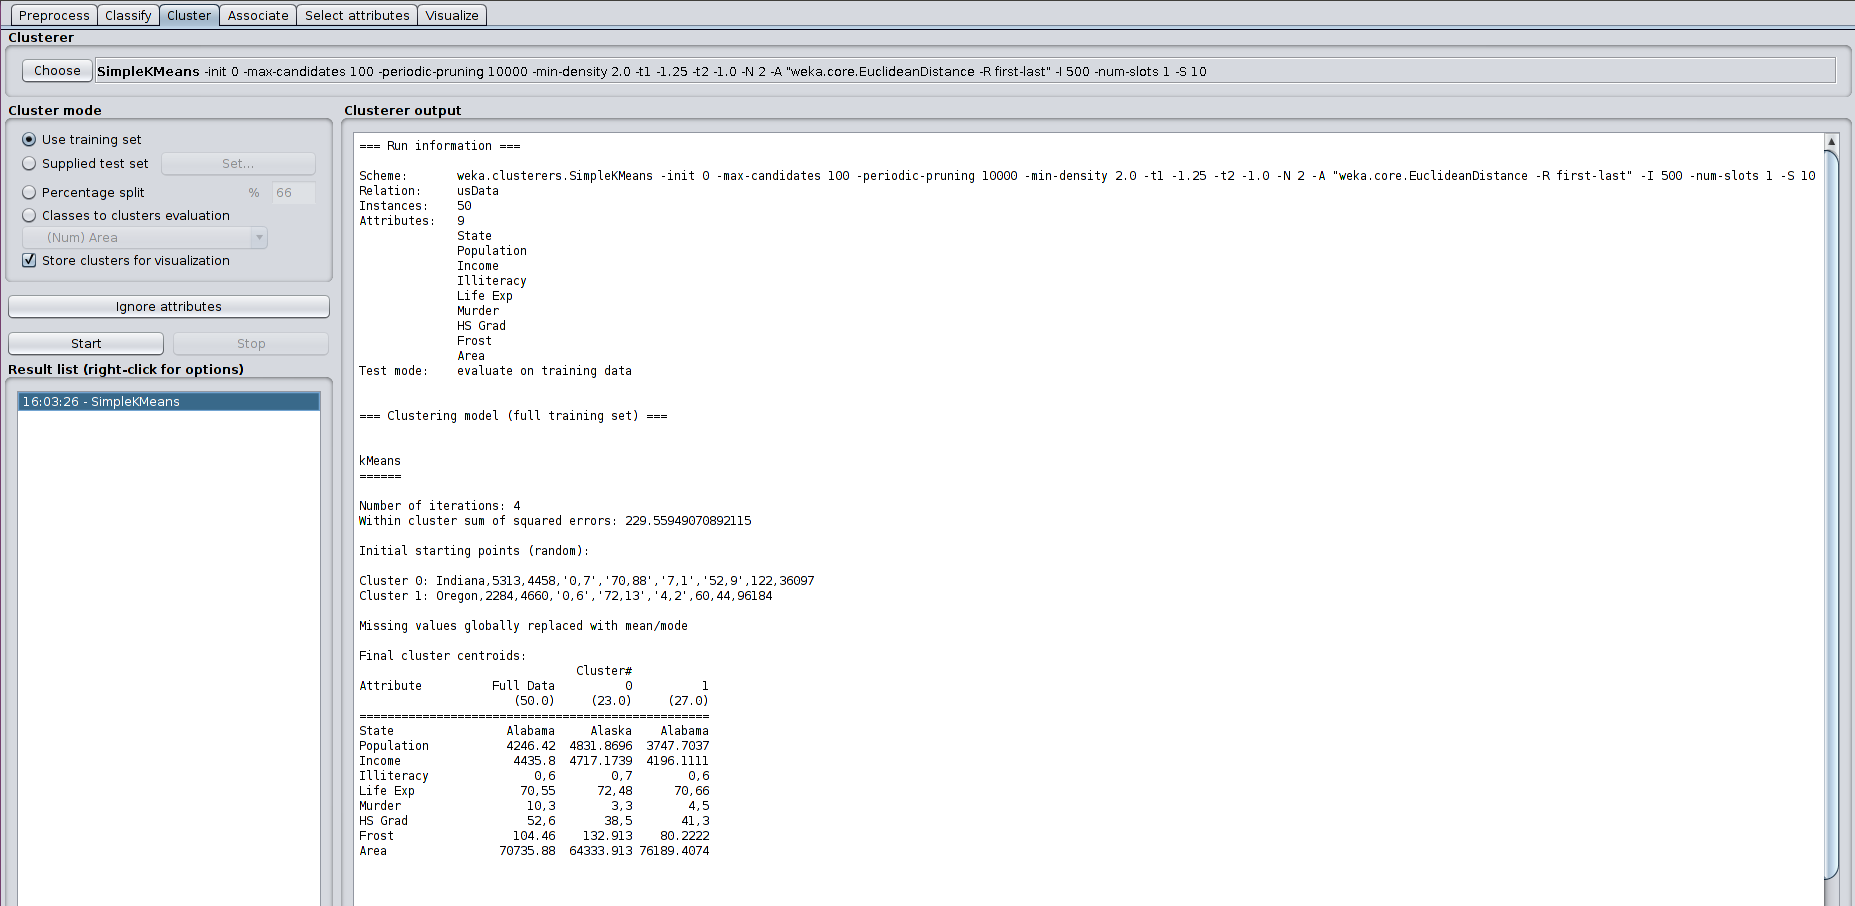 Preprocess Classify Cluster Associate Select attributes Visualize
Clusterer
Choose SimpleKMeans -init 0 -max-candidates 100 -periodic-pruning 10000 -min-density 2.0 -t1 -1.25 -t2 -1.0 -N 2 -A "weka.core.EuclideanDistance -R first-last" -I 500 -num-slots 1 -S 10
Cluster mode
Use training set
Supplied test set Set...
Percentage split % 66
Classes to clusters evaluation
(Num) Area
Store clusters for visualization
Ignore attributes
Start Stop
Result list (right-click for options)
16:03:26 - SimpleKMeans
Clusterer output
=== Run information ===
Scheme: weka.clusterers.SimpleKMeans -init 0 -max-candidates 100 -periodic-pruning 10000 -min-density 2.0 -t1 -1.25 -t2 -1.0 -N 2 -A "weka.core.EuclideanDistance -R first-last" -I 500 -num-slots 1 -S 10
Relation: usData
Instances: 50
Attributes: 9
State
Population
Income
Illiteracy
Life Exp
Murder
HS Grad
Frost
Area
Test mode: evaluate on training data
=== Clustering model (full training set) ===
kMeans
======
Number of iterations: 4
Within cluster sum of squared errors: 229.55949070892115
Initial starting points (random):
Cluster 0: Indiana,5313,4458,'0,7','70,88','7,1','52,9',122,36097
Cluster 1: Oregon,2284,4660,'0,6','72,13','4,2',60,44,96184
Missing values globally replaced with mean/mode
Final cluster centroids:
Cluster#
Attribute Full Data 0 1
(50.0) (23.0) (27.0)
==================================================
State Alabama Alaska Alabama
Population 4246.42 4831.8696 3747.7037
Income 4435.8 4717.1739 4196.1111
Illiteracy 0,6 0,7 0,6
Life Exp 70,55 72,48 70,66
Murder 10,3 3,3 4,5
HS Grad 52,6 38,5 41,3
Frost 104.46 132.913 80.2222
Area 70735.88 64333.913 76189.4074